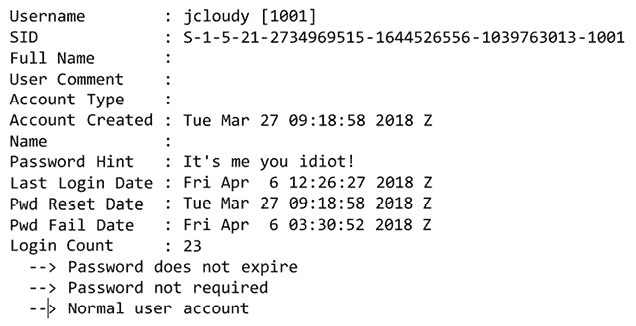 Username : jcloudy [1001]
SID : S-1-5-21-2734969515-1644526556-1039763013-1001
Full Name :
User Comment :
Account Type :
Account Created : Tue Mar 27 09:18:58 2018 Z
Name :
Password Hint : It's me you idiot!
Last Login Date : Fri Apr 6 12:26:27 2018 Z
Pwd Reset Date : Tue Mar 27 09:18:58 2018 Z
Pwd Fail Date : Fri Apr 6 03:30:52 2018 Z
Login Count : 23
--> Password does not expire
--> Password not required
--> Normal user account